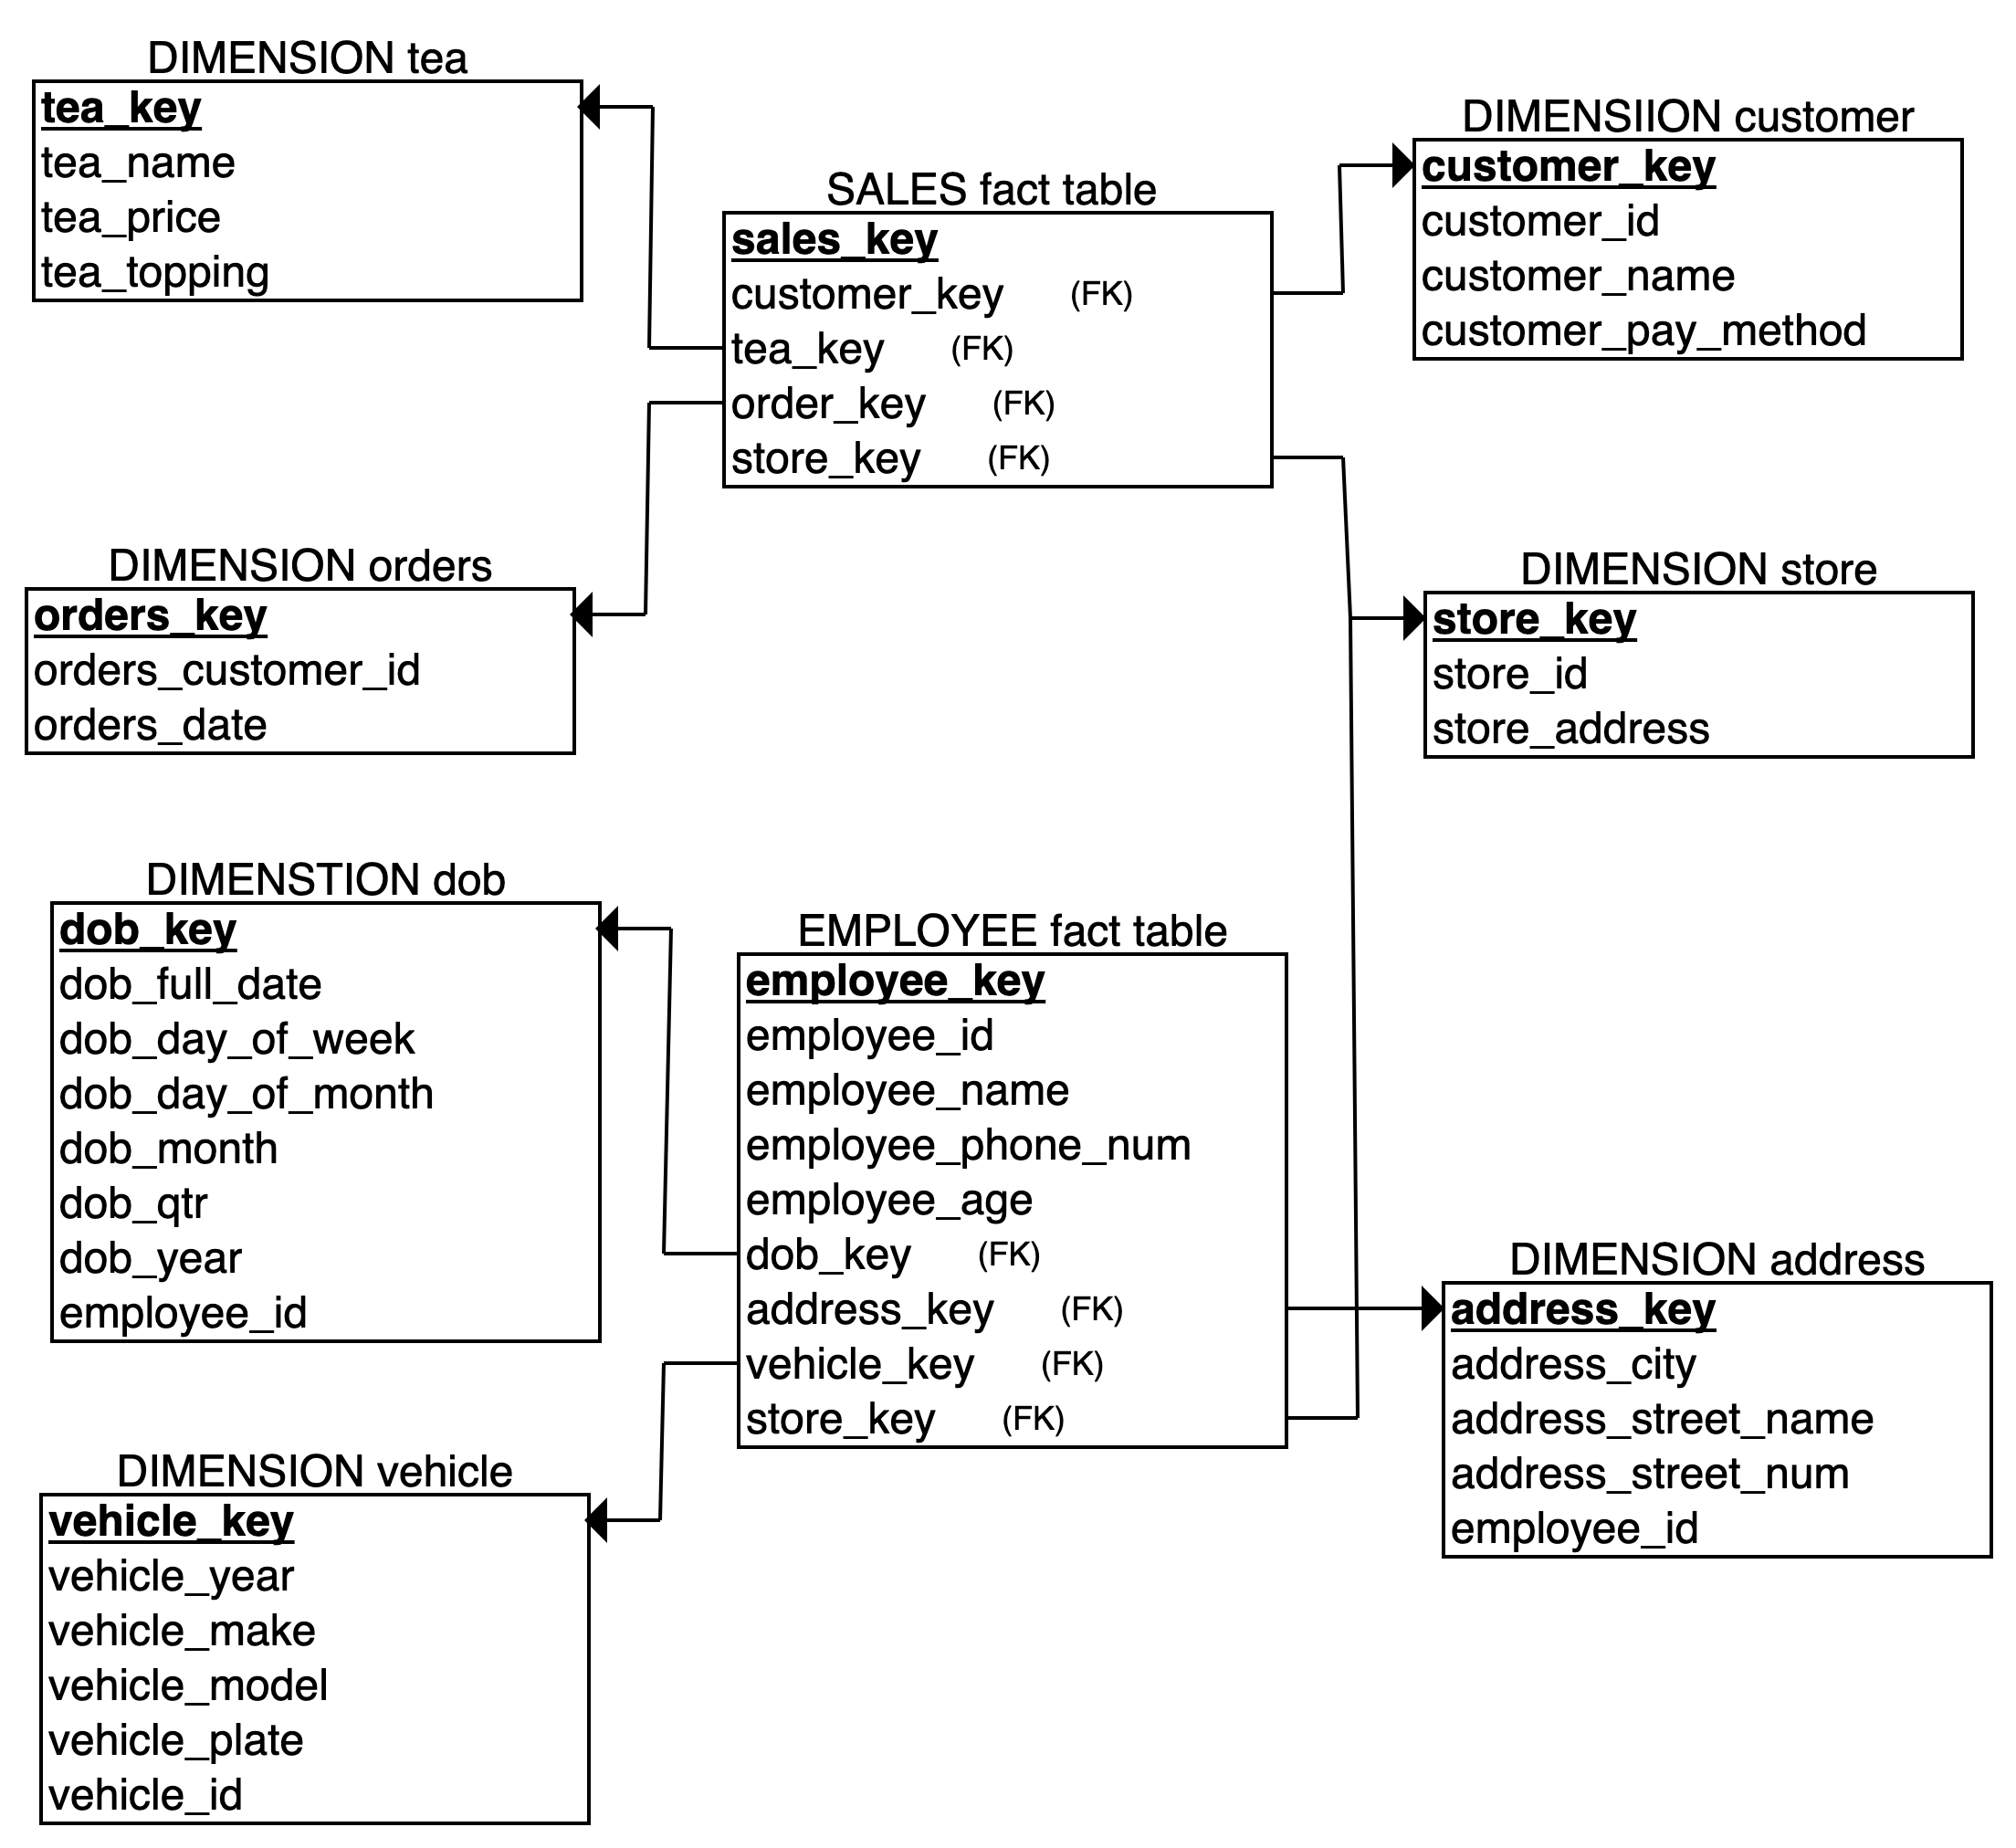 DIMENSION tea
tea_key
tea_name
tea_price
tea_topping
DIMENSIION customer
customer_key
customer_id
customer_name
customer_pay_method
SALES fact table
sales_key
customer_key (FK)
tea_key (FK)
order_key (FK)
store_key (FK)
DIMENSION orders
orders_key
orders_customer_id
orders_date
DIMENSION store
store_key
store_id
store_address
DIMENSTION dob
dob_key
dob_full_date
dob_day_of_week
dob_day_of_month
dob_month
dob_qtr
dob_year
employee_id
EMPLOYEE fact table
employee_key
employee_id
employee_name
employee_phone_num
employee_age
dob_key (FK)
address_key (FK)
vehicle_key (FK)
store_key (FK)
DIMENSION address
address_key
address_city
address_street_name
address_street_num
employee_id
DIMENSION vehicle
vehicle_key
vehicle_year
vehicle_make
vehicle_model
vehicle_plate
vehicle_id